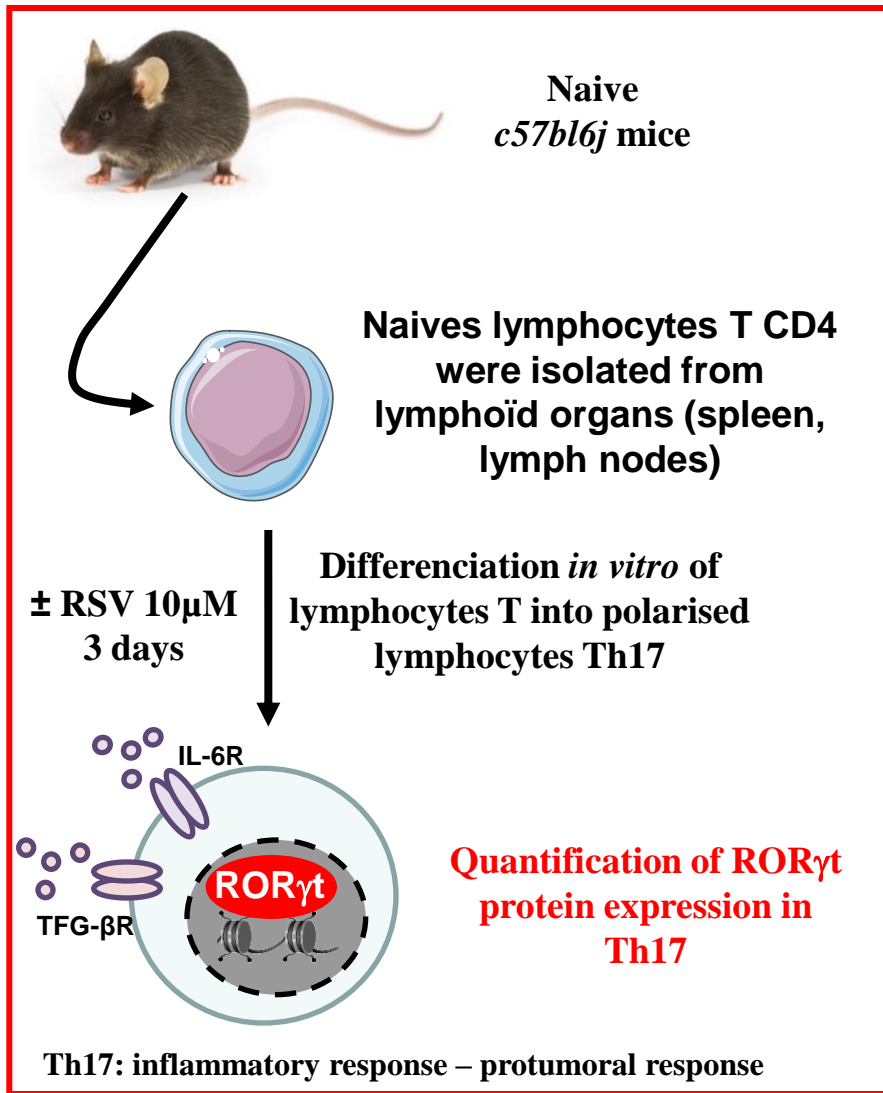 Naive
c57bl6j mice
Naives lymphocytes T CD4
were isolated from
lymphoïd organs (spleen,
lymph nodes)
± RSV 10µM
3 days
Differenciation in vitro of
lymphocytes T into polarised
lymphocytes Th17
IL-6R
TFG-βR
RORγt
Quantification of RORγt
protein expression in
Th17
Th17: inflammatory response – protumoral response